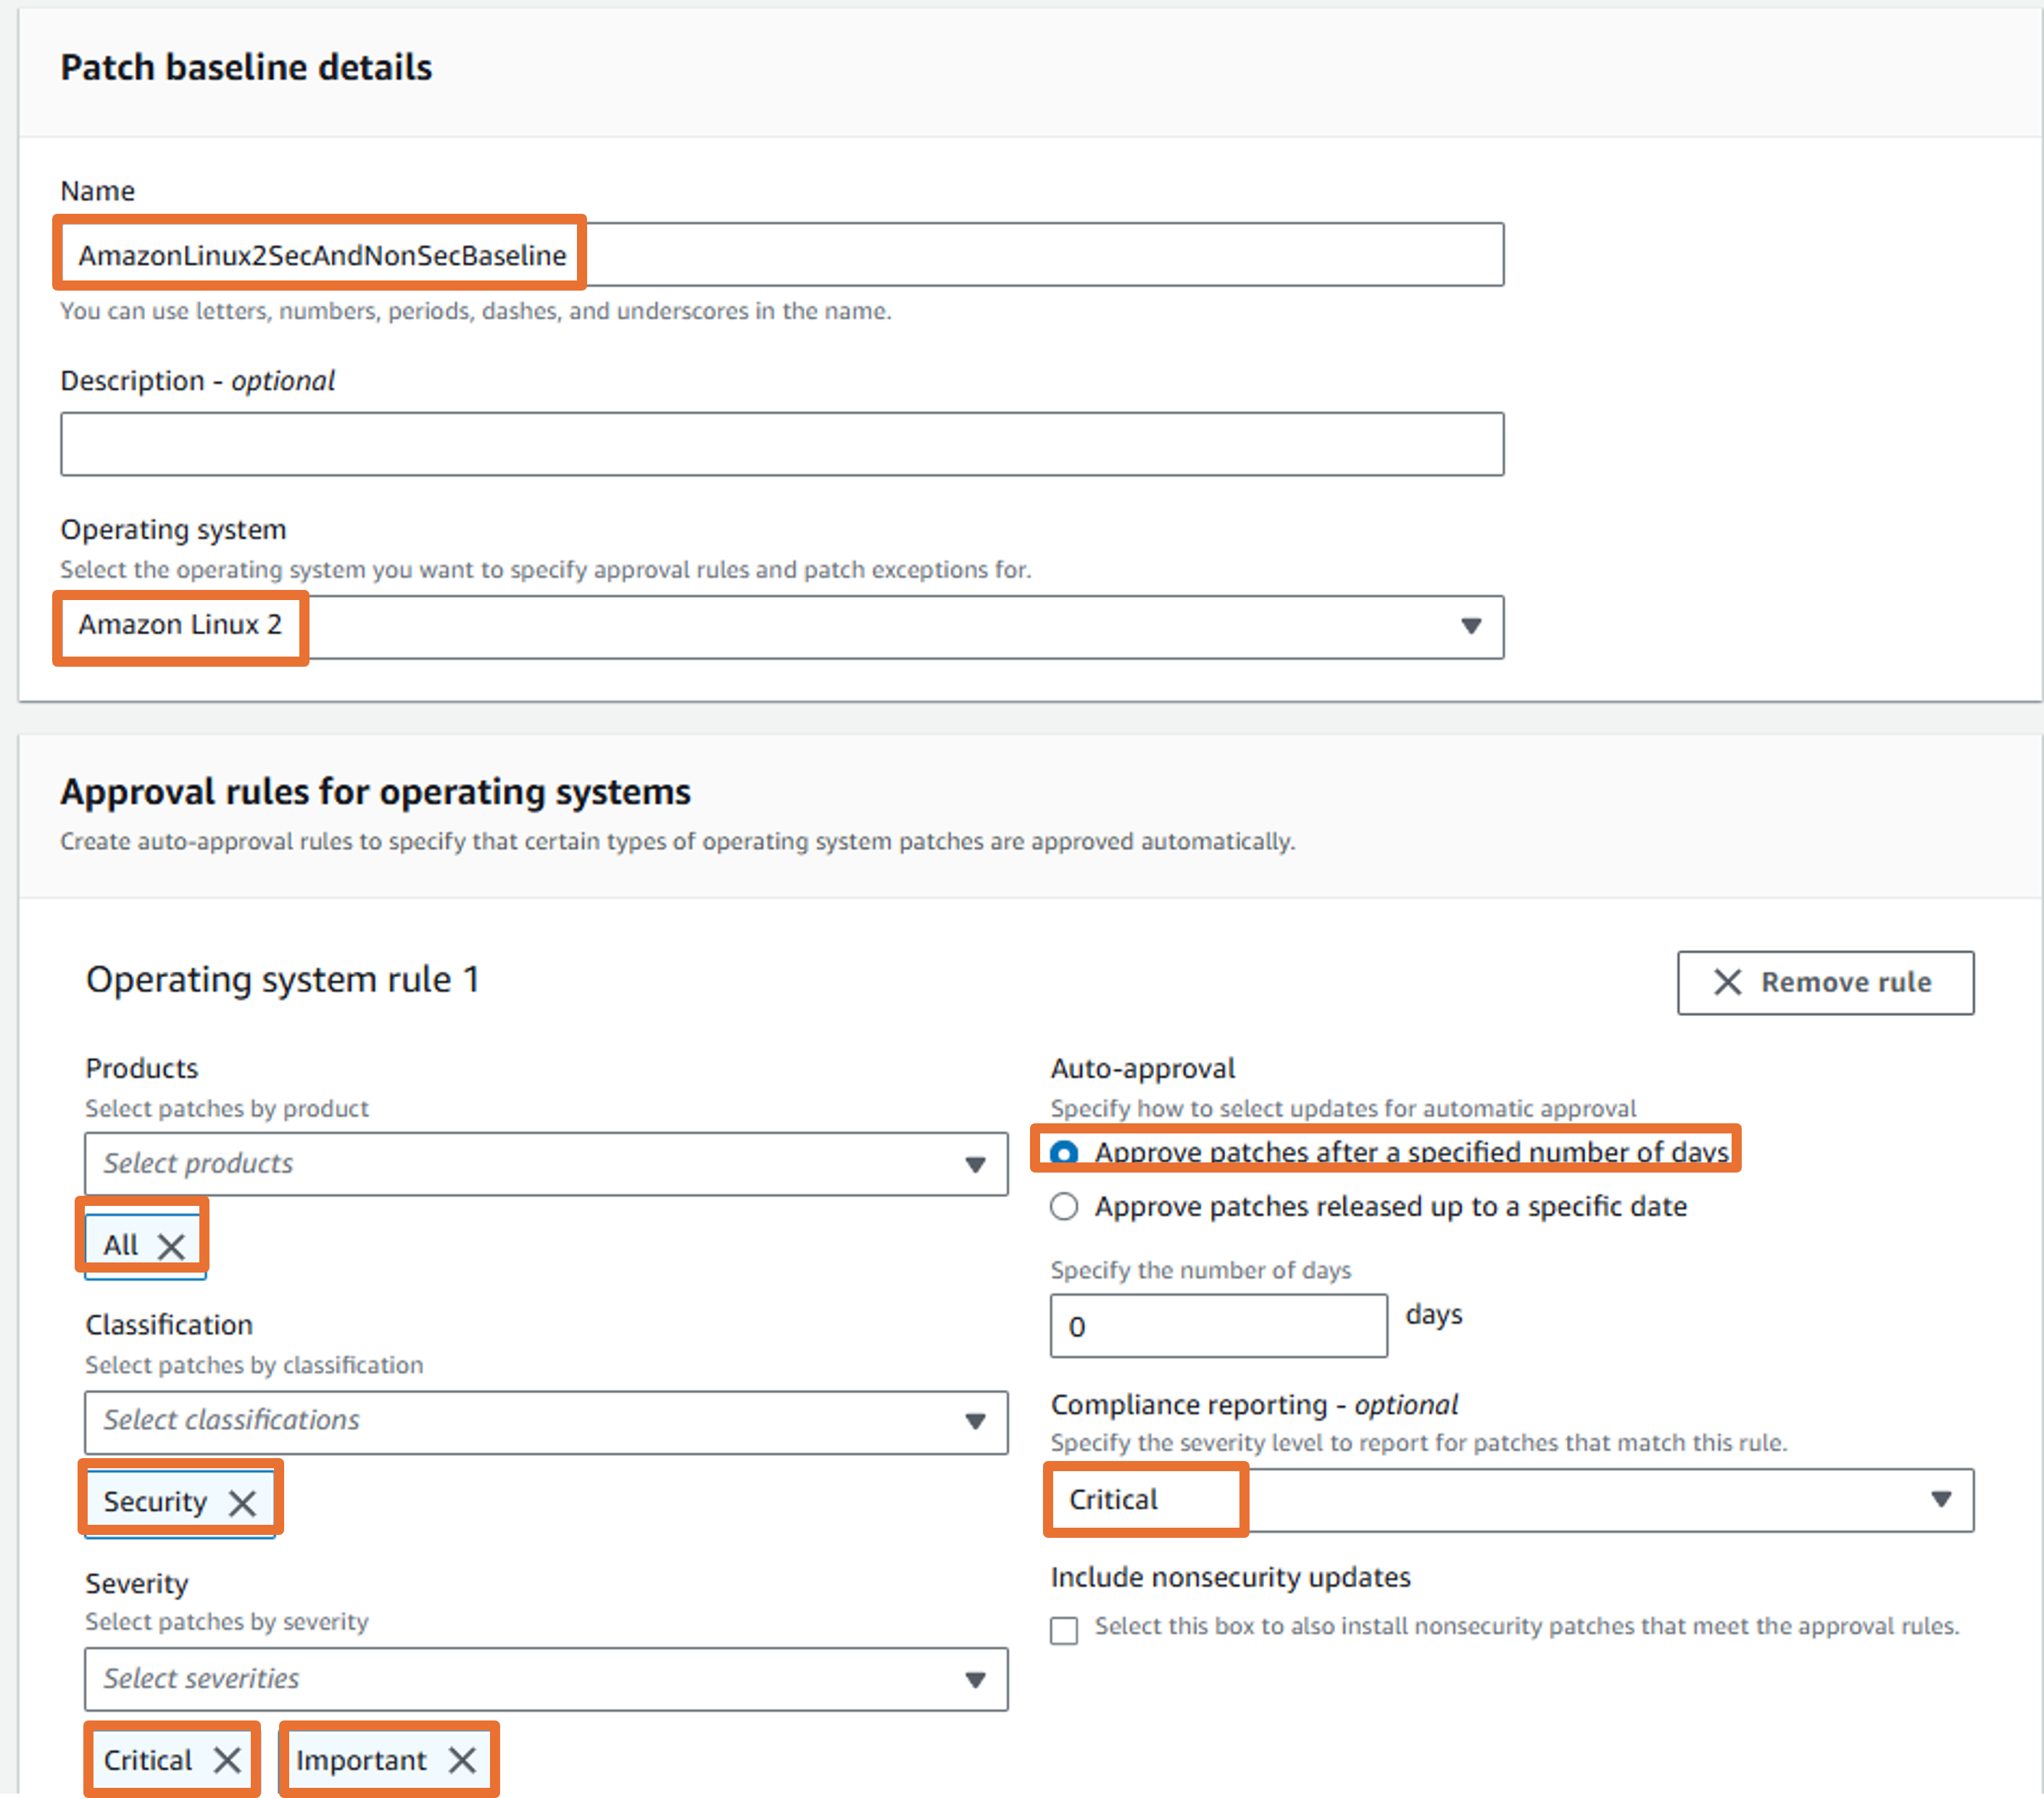 Patch baseline details
Name
AmazonLinux2SecAndNonSecBaseline
You can use letters, numbers, periods, dashes, and underscores in the name.
Description - optional
Operating system
Select the operating system you want to specify approval rules and patch exceptions for.
Amazon Linux 2
Approval rules for operating systems
Create auto-approval rules to specify that certain types of operating system patches are approved automatically.
Operating system rule 1
Remove rule
Products
Select patches by product
Select products
All
Classification
Select patches by classification
Select classifications
Security
Severity
Select patches by severity
Select severities
Critical
Important
Auto-approval
Specify how to select updates for automatic approval
Approve patches after a specified number of days
Approve patches released up to a specific date
Specify the number of days
0 days
Compliance reporting - optional
Specify the severity level to report for patches that match this rule.
Critical
Include nonsecurity updates
Select this box to also install nonsecurity patches that meet the approval rules.